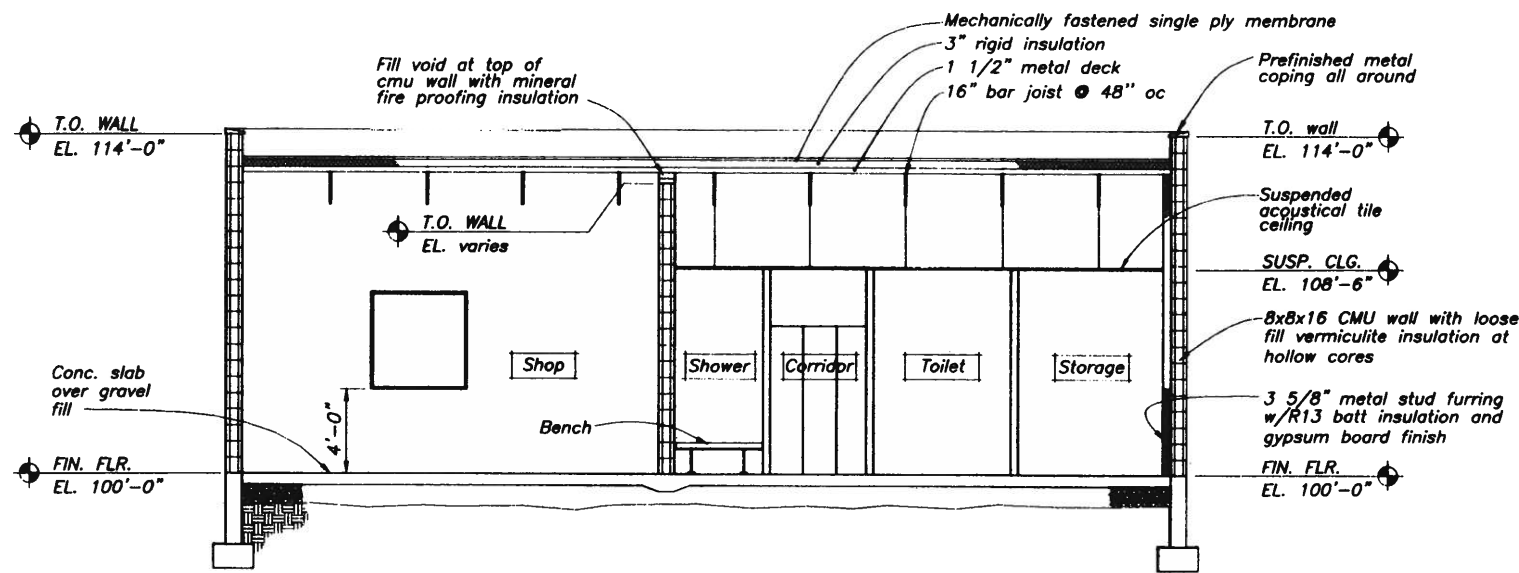 Mechanically fastened single ply membrane
3" rigid insulation
1 1/2" metal deck
16" bar joist @ 48" oc
Fill void at top of
cmu wall with mineral
fire proofing insulation
Prefinished metal
coping all around
T.O. WALL
EL. 114'-0"
T.O. wall
EL. 114'-0"
Suspended
acoustical tile
ceiling
T.O. WALL
EL. varies
SUSP. CLG.
EL. 108'-6"
8x8x16 CMU wall with loose
fill vermiculite insulation at
hollow cores
Shop
Shower
Corridor
Toilet
Storage
Conc. slab
over gravel
fill
4'-0"
Bench
3 5/8" metal stud furring
w/R13 batt insulation and
gypsum board finish
FIN. FLR.
EL. 100'-0"
FIN. FLR.
EL. 100'-0"